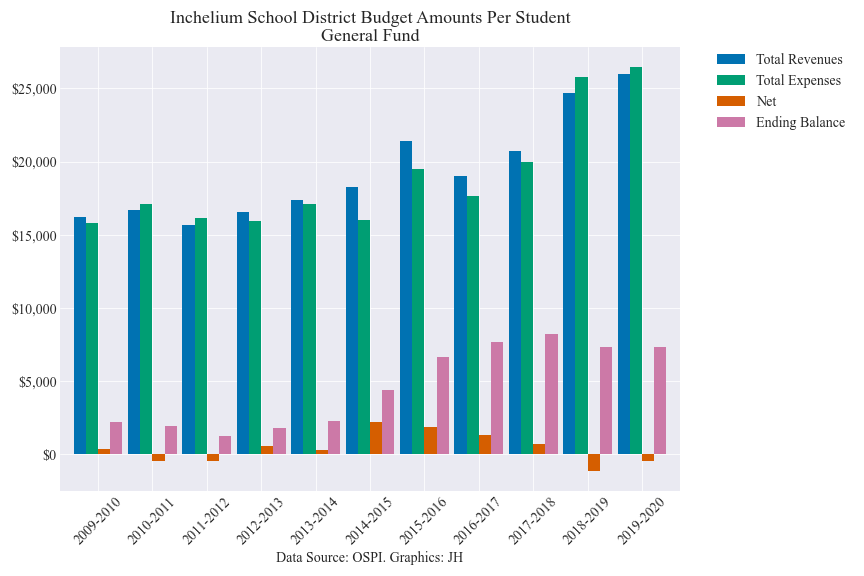 Inchelium School District Budget Amounts Per Student
General Fund
Total Revenues
Total Expenses
Net
Ending Balance
$25,000
$20,000
$15,000
$10,000
$5,000
$0
2009-2010
2010-2011
2011-2012
2012-2013
2013-2014
2014-2015
2015-2016
2016-2017
2017-2018
2018-2019
2019-2020
Data Source: OSPI. Graphics: JH